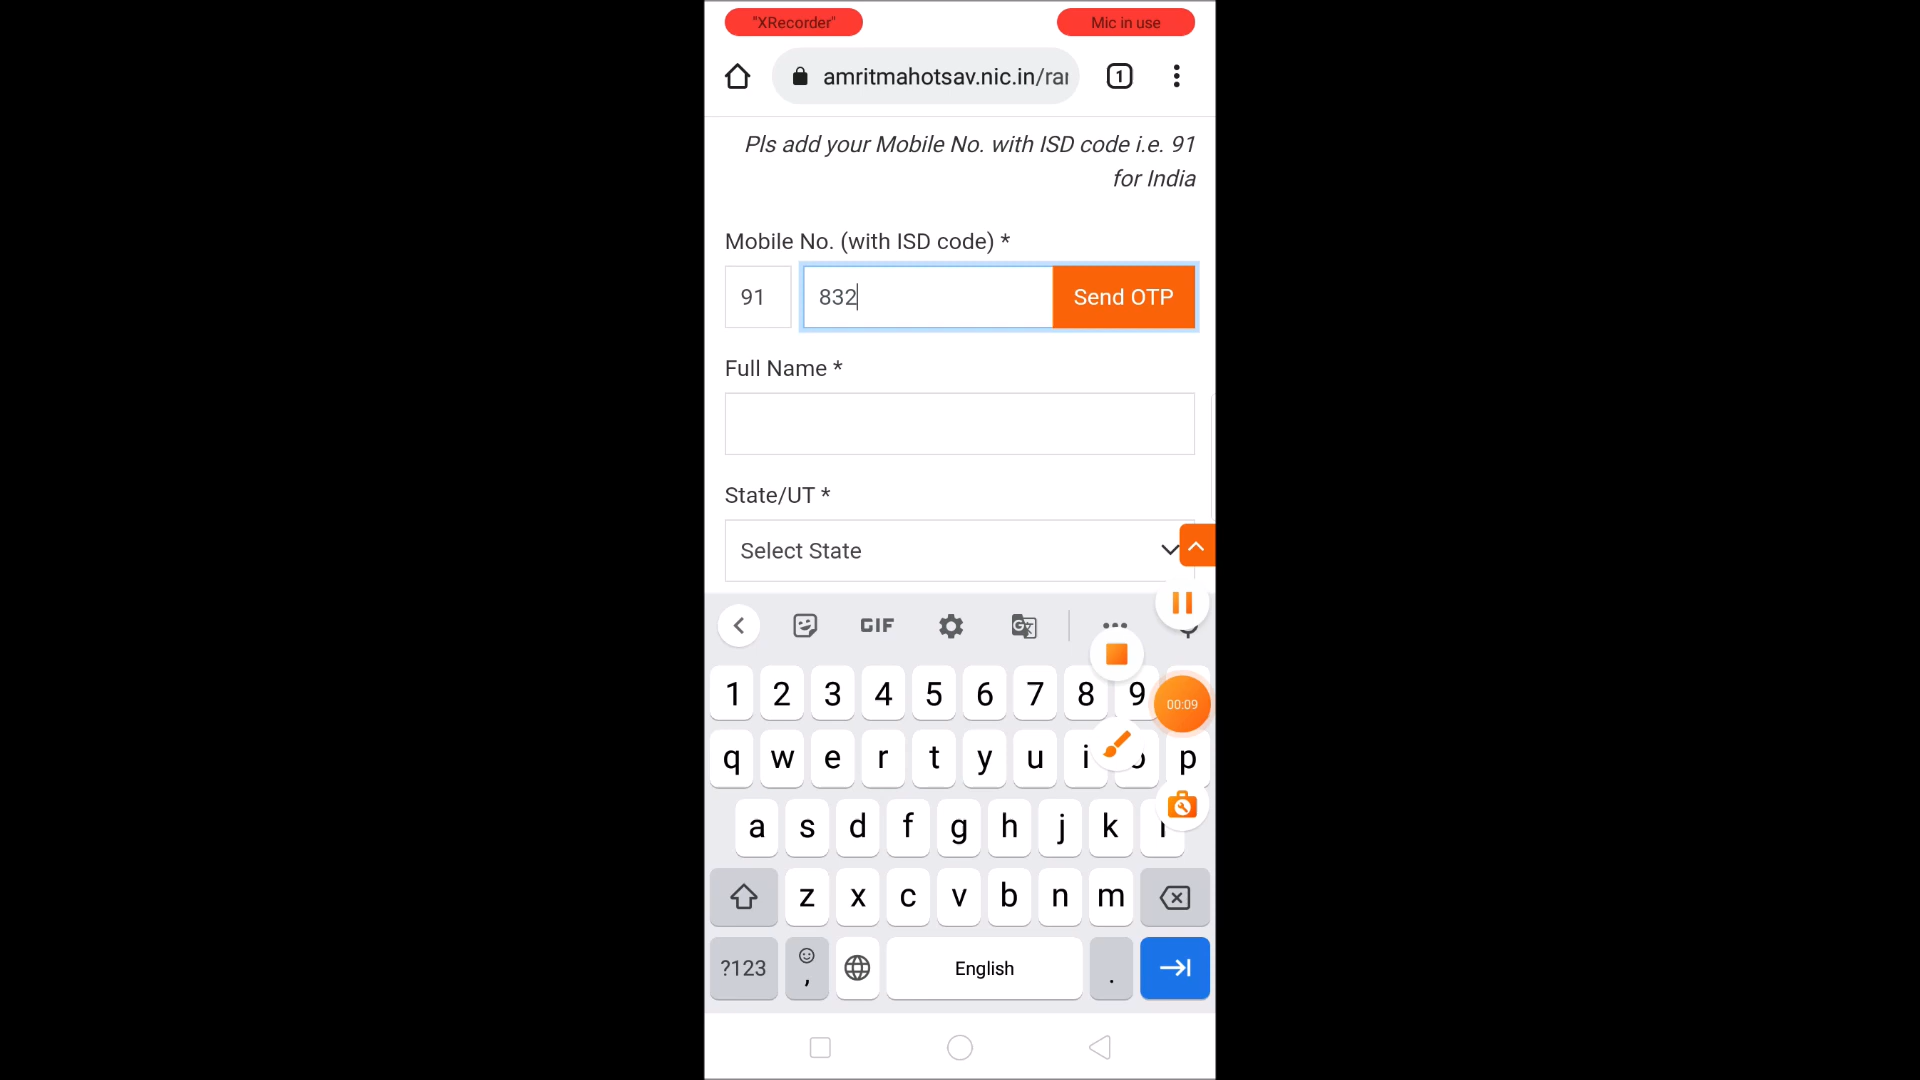 "XRecorder"
Mic in use
amritmahotsav.nic.in/rar
1
Pls add your Mobile No. with ISD code i.e. 91
for India
Mobile No. (with ISD code) *
91
832
Send OTP
Full Name *
State/UT *
Select State
GIF
1 2 3 4 5 6 7 8 9
00:09
q w e r t y u i p
a s d f g h j k
z x c v b n m
?123
,
English
.